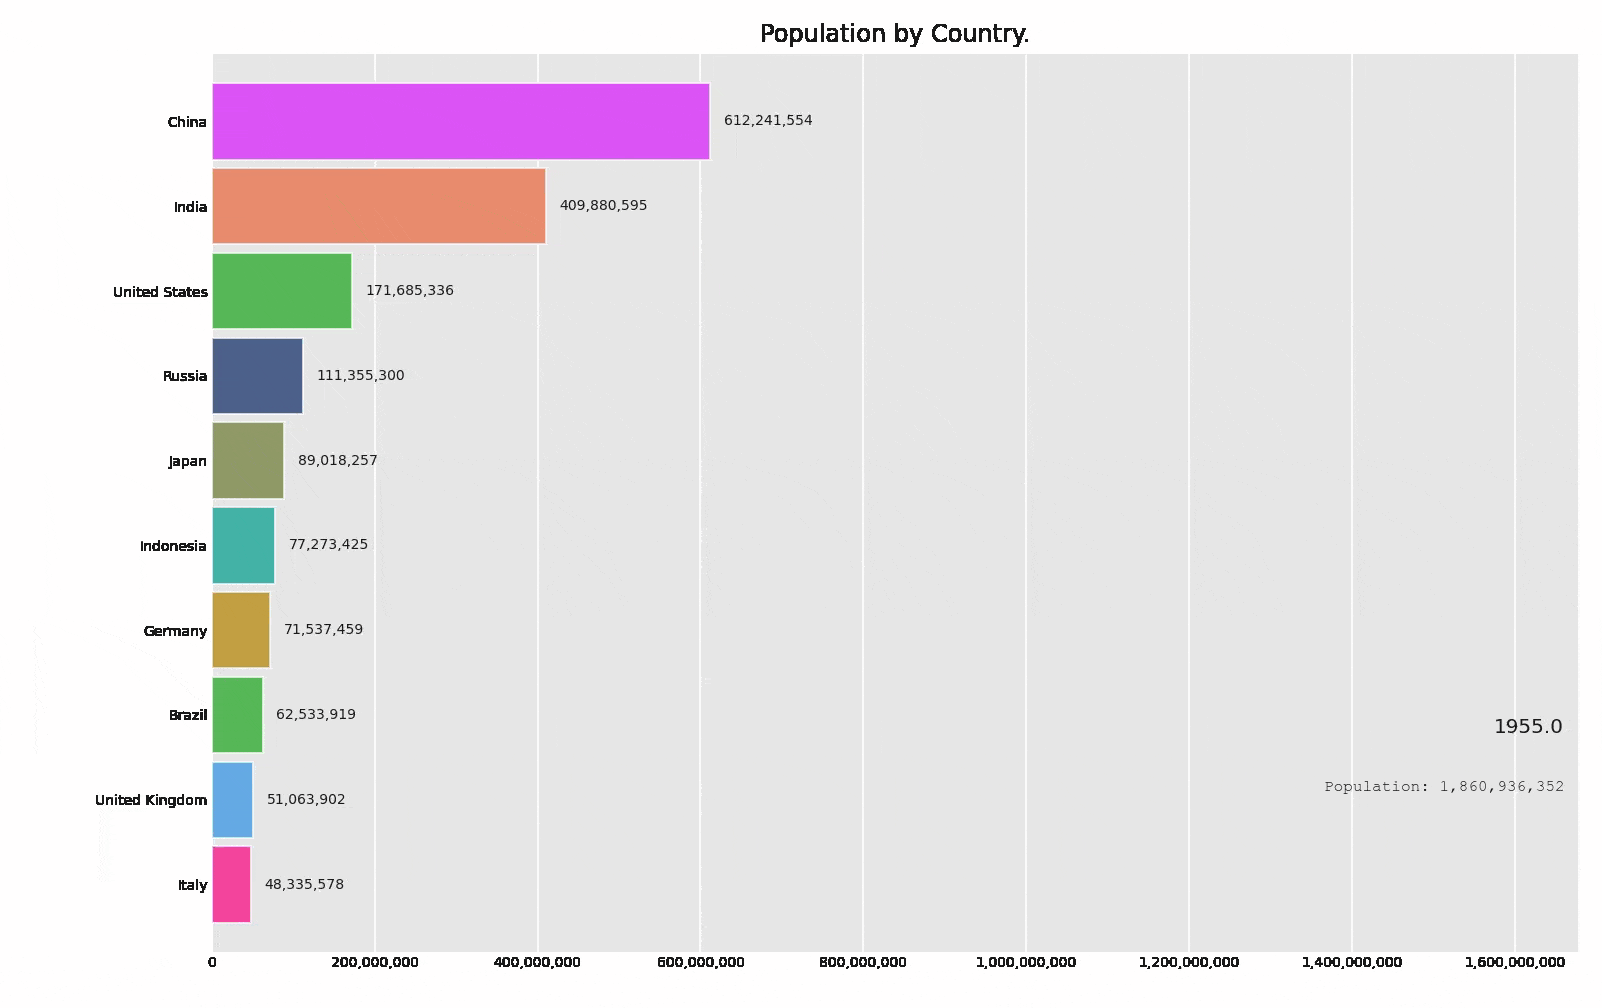 Population by Country.
China 612,241,554
India 409,880,595
United States 171,685,336
Russia 111,355,300
Japan 89,018,257
Indonesia 77,273,425
Germany 71,537,459
Brazil 62,533,919
1955.0
Population: 1,860,936,352
United Kingdom 51,063,902
Italy 48,335,578
0 200,000,000 400,000,000 600,000,000 800,000,000 1,000,000,000 1,200,000,000 1,400,000,000 1,600,000,000